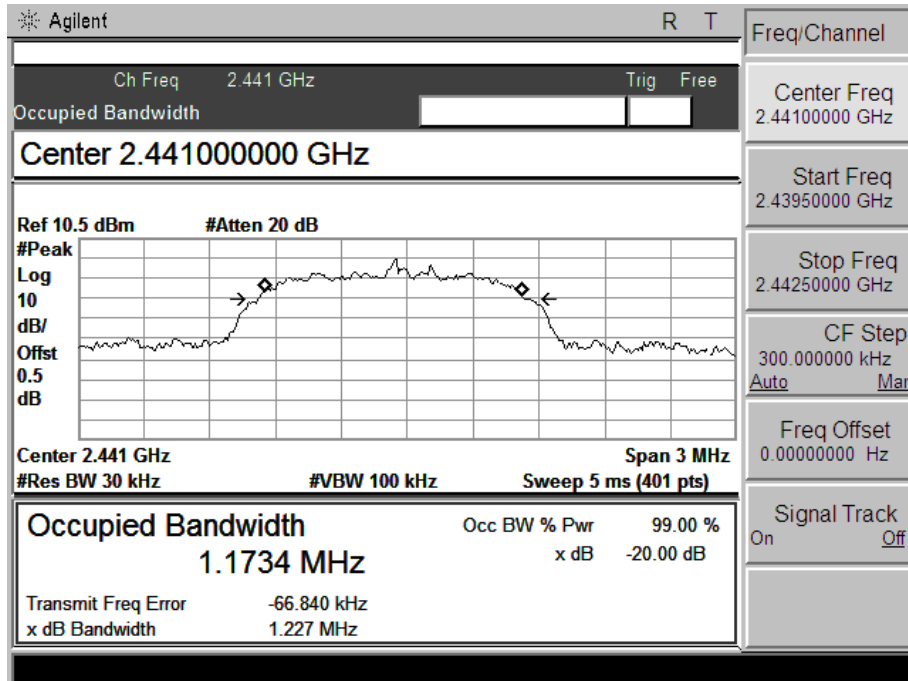 Agilent R T
Ch Freq 2.441 GHz Trig Free
Occupied Bandwidth
Center 2.441000000 GHz
Ref 10.5 dBm #Atten 20 dB
#Peak
Log
10
dB/
Offst
0.5
dB
Center 2.441 GHz Span 3 MHz
#Res BW 30 kHz #VBW 100 kHz Sweep 5 ms (401 pts)
Occupied Bandwidth
1.1734 MHz
Occ BW % Pwr 99.00 %
x dB -20.00 dB
Transmit Freq Error -66.840 kHz
x dB Bandwidth 1.227 MHz
Freq/Channel
Center Freq
2.44100000 GHz
Start Freq
2.43950000 GHz
Stop Freq
2.44250000 GHz
CF Step
300.000000 kHz
Auto Man
Freq Offset
0.00000000 Hz
Signal Track
On Off